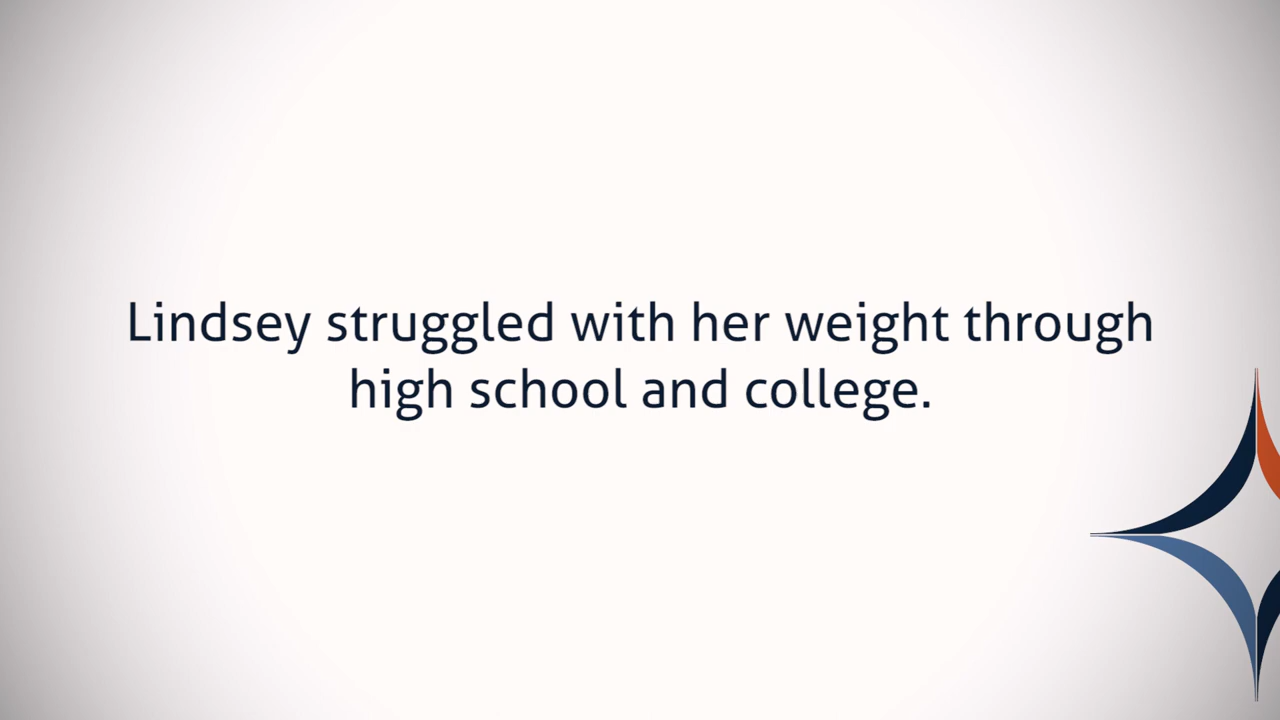 Lindsey struggled with her weight through
high school and college.